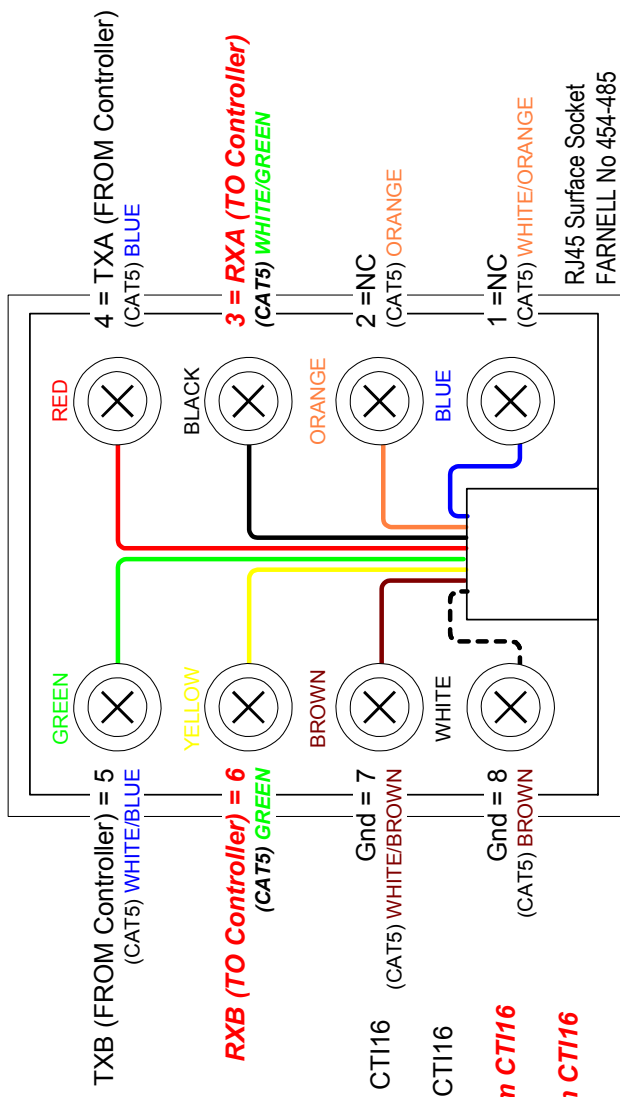 TXB (FROM Controller) = 5
(CAT5) WHITE/BLUE
GREEN
RED
4 = TXA (FROM Controller)
(CAT5) BLUE
RXB (TO Controller) = 6
(CAT5) GREEN
YELLOW
BLACK
3 = RXA (TO Controller)
(CAT5) WHITE/GREEN
Gnd = 7
(CAT5) WHITE/BROWN
BROWN
ORANGE
2 =NC
(CAT5) ORANGE
Gnd = 8
(CAT5) BROWN
WHITE
BLUE
1 =NC
(CAT5) WHITE/ORANGE
RJ45 Surface Socket
FARNELL No 454-485
CTI16
CTI16
m CTI16
CTI16